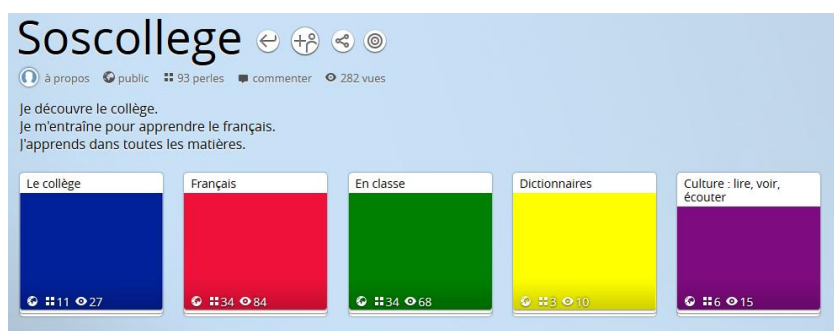 Soscollege
à propos public 93 perles commenter 282 vues
Je découvre le collège.
Je m'entraîne pour apprendre le français.
J'apprends dans toutes les matières.
Le collège
11 27
Français
34 84
En classe
34 68
Dictionnaires
3 10
Culture : lire, voir,
écouter
6 15